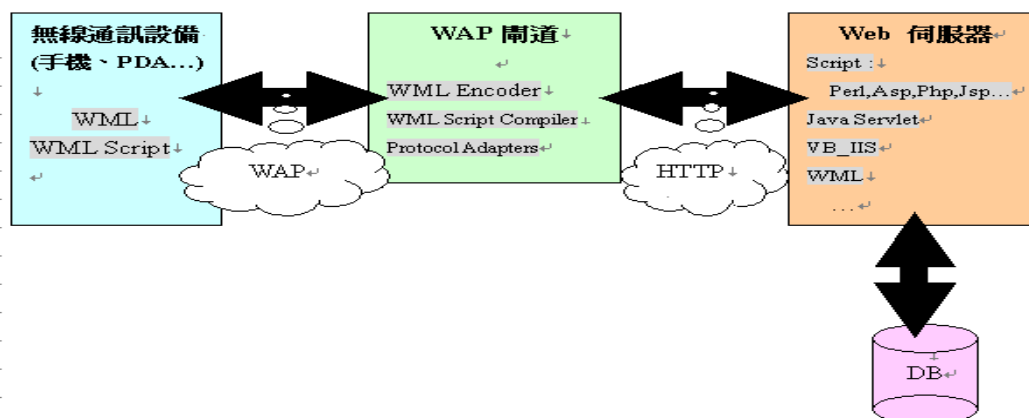 無線通訊設備
(手機、PDA...)
WML
WML Script
WAP
WAP 閘道
WML Encoder
WML Script Compiler
Protocol Adapters
HTTP
Web 伺服器
Script :
Perl,Asp,Php,Jsp...
Java Servlet
VB_IIS
WML
...
DB